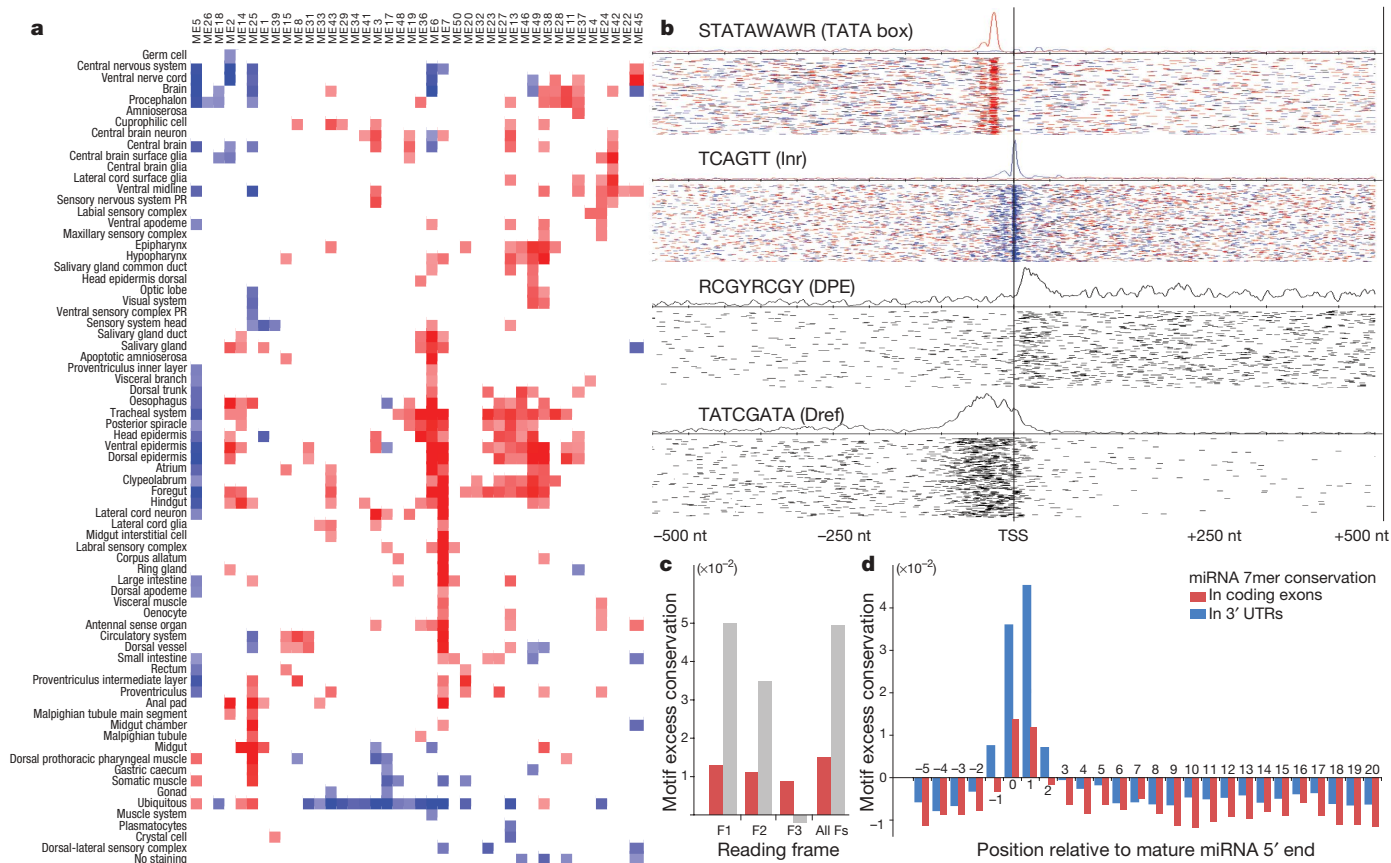 a
ME5
ME26
ME18
ME2
ME14
ME25
ME1
ME39
ME15
ME8
ME31
ME33
ME43
ME29
ME34
ME41
ME3
ME17
ME48
ME19
ME36
ME6
ME7
ME50
ME20
ME32
ME23
ME27
ME13
ME46
ME49
ME38
ME28
ME11
ME37
ME4
ME24
ME42
ME22
ME45
Germ cell
Central nervous system
Ventral nerve cord
Brain
Procephalon
Amnioserosa
Cuprophilic cell
Central brain neuron
Central brain
Central brain surface glia
Central brain glia
Lateral cord surface glia
Ventral midline
Sensory nervous system PR
Labial sensory complex
Ventral apodeme
Maxillary sensory complex
Epipharynx
Hypopharynx
Salivary gland common duct
Head epidermis dorsal
Optic lobe
Visual system
Ventral sensory complex PR
Sensory system head
Salivary gland duct
Salivary gland
Apoptotic amnioserosa
Proventriculus inner layer
Visceral branch
Dorsal trunk
Oesophagus
Tracheal system
Posterior spiracle
Head epidermis
Ventral epidermis
Dorsal epidermis
Atrium
Clypeolabrum
Foregut
Hindgut
Lateral cord neuron
Lateral cord glia
Midgut interstitial cell
Labral sensory complex
Corpus allatum
Ring gland
Large intestine
Dorsal apodeme
Visceral muscle
Oenocyte
Antennal sense organ
Circulatory system
Dorsal vessel
Small intestine
Rectum
Proventriculus intermediate layer
Proventriculus
Anal pad
Malpighian tubule main segment
Midgut chamber
Malpighian tubule
Midgut
Dorsal prothoracic pharyngeal muscle
Gastric caecum
Somatic muscle
Gonad
Ubiquitous
Muscle system
Plasmatocytes
Crystal cell
Dorsal-lateral sensory complex
No staining
b
STATAWAWR (TATA box)
TCAGTT (Inr)
RCGYRCGY (DPE)
TATCGATA (Dref)
−500 nt −250 nt TSS +250 nt +500 nt
c
(×10−2)
Motif excess conservation
5
4
3
2
1
F1 F2 F3 All Fs
Reading frame
d
(×10−2)
Motif excess conservation
4
3
2
1
0
−1
miRNA 7mer conservation
In coding exons
In 3′ UTRs
−5 −4 −3 −2 −1 0 1 2 3 4 5 6 7 8 9 10 11 12 13 14 15 16 17 18 19 20
Position relative to mature miRNA 5′ end